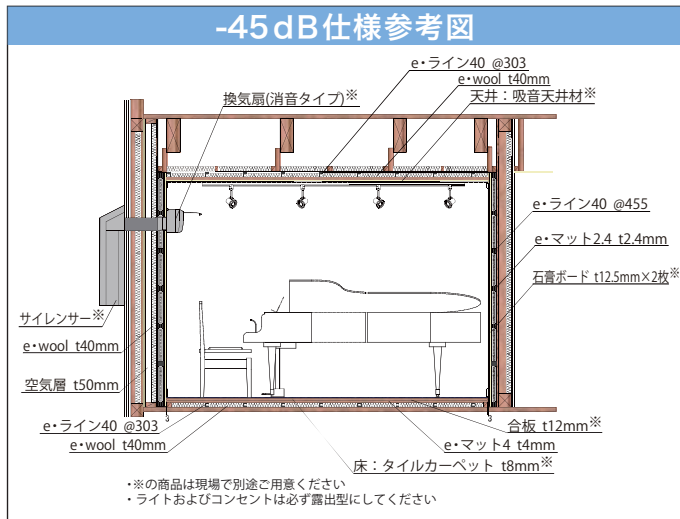 -45dB仕様参考図
e・ライン40 @303
e・wool t40mm
換気扇(消音タイプ)※
天井：吸音天井材※
e・ライン40 @455
e・マット2.4 t2.4mm
石膏ボード t12.5mm×2枚※
サイレンサー※
e・wool t40mm
空気層 t50mm
e・ライン40 @303
合板 t12mm※
e・wool t40mm
e・マット4 t4mm
床：タイルカーペット t8mm※
・※の商品は現場で別途ご用意ください
・ライトおよびコンセントは必ず露出型にしてください